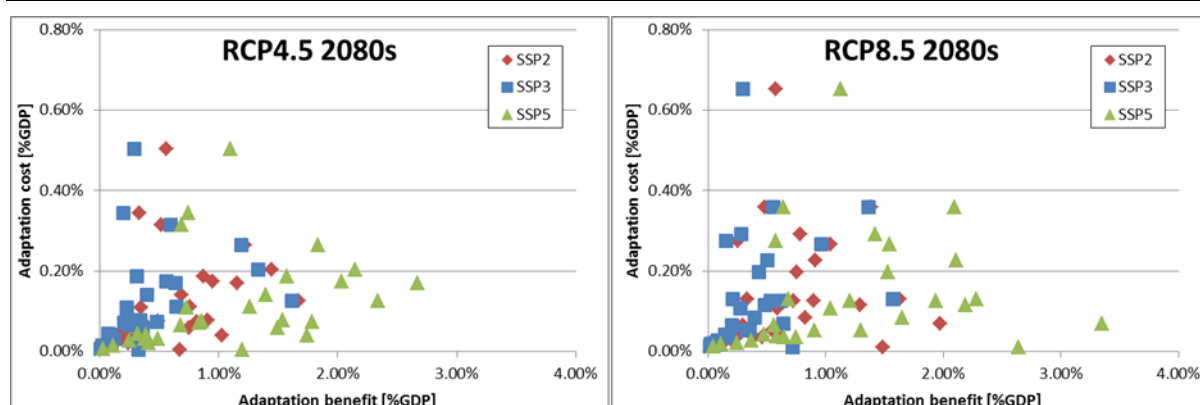 RCP4.5 2080s
Adaptation cost [%GDP]
0.80%
0.60%
0.40%
0.20%
0.00%
SSP2
SSP3
SSP5
0.00% 1.00% 2.00% 3.00% 4.00%
Adaptation benefit [%GDP]
RCP8.5 2080s
Adaptation cost [%GDP]
0.80%
0.60%
0.40%
0.20%
0.00%
SSP2
SSP3
SSP5
0.00% 1.00% 2.00% 3.00% 4.00%
Adaptation benefit [%GDP]